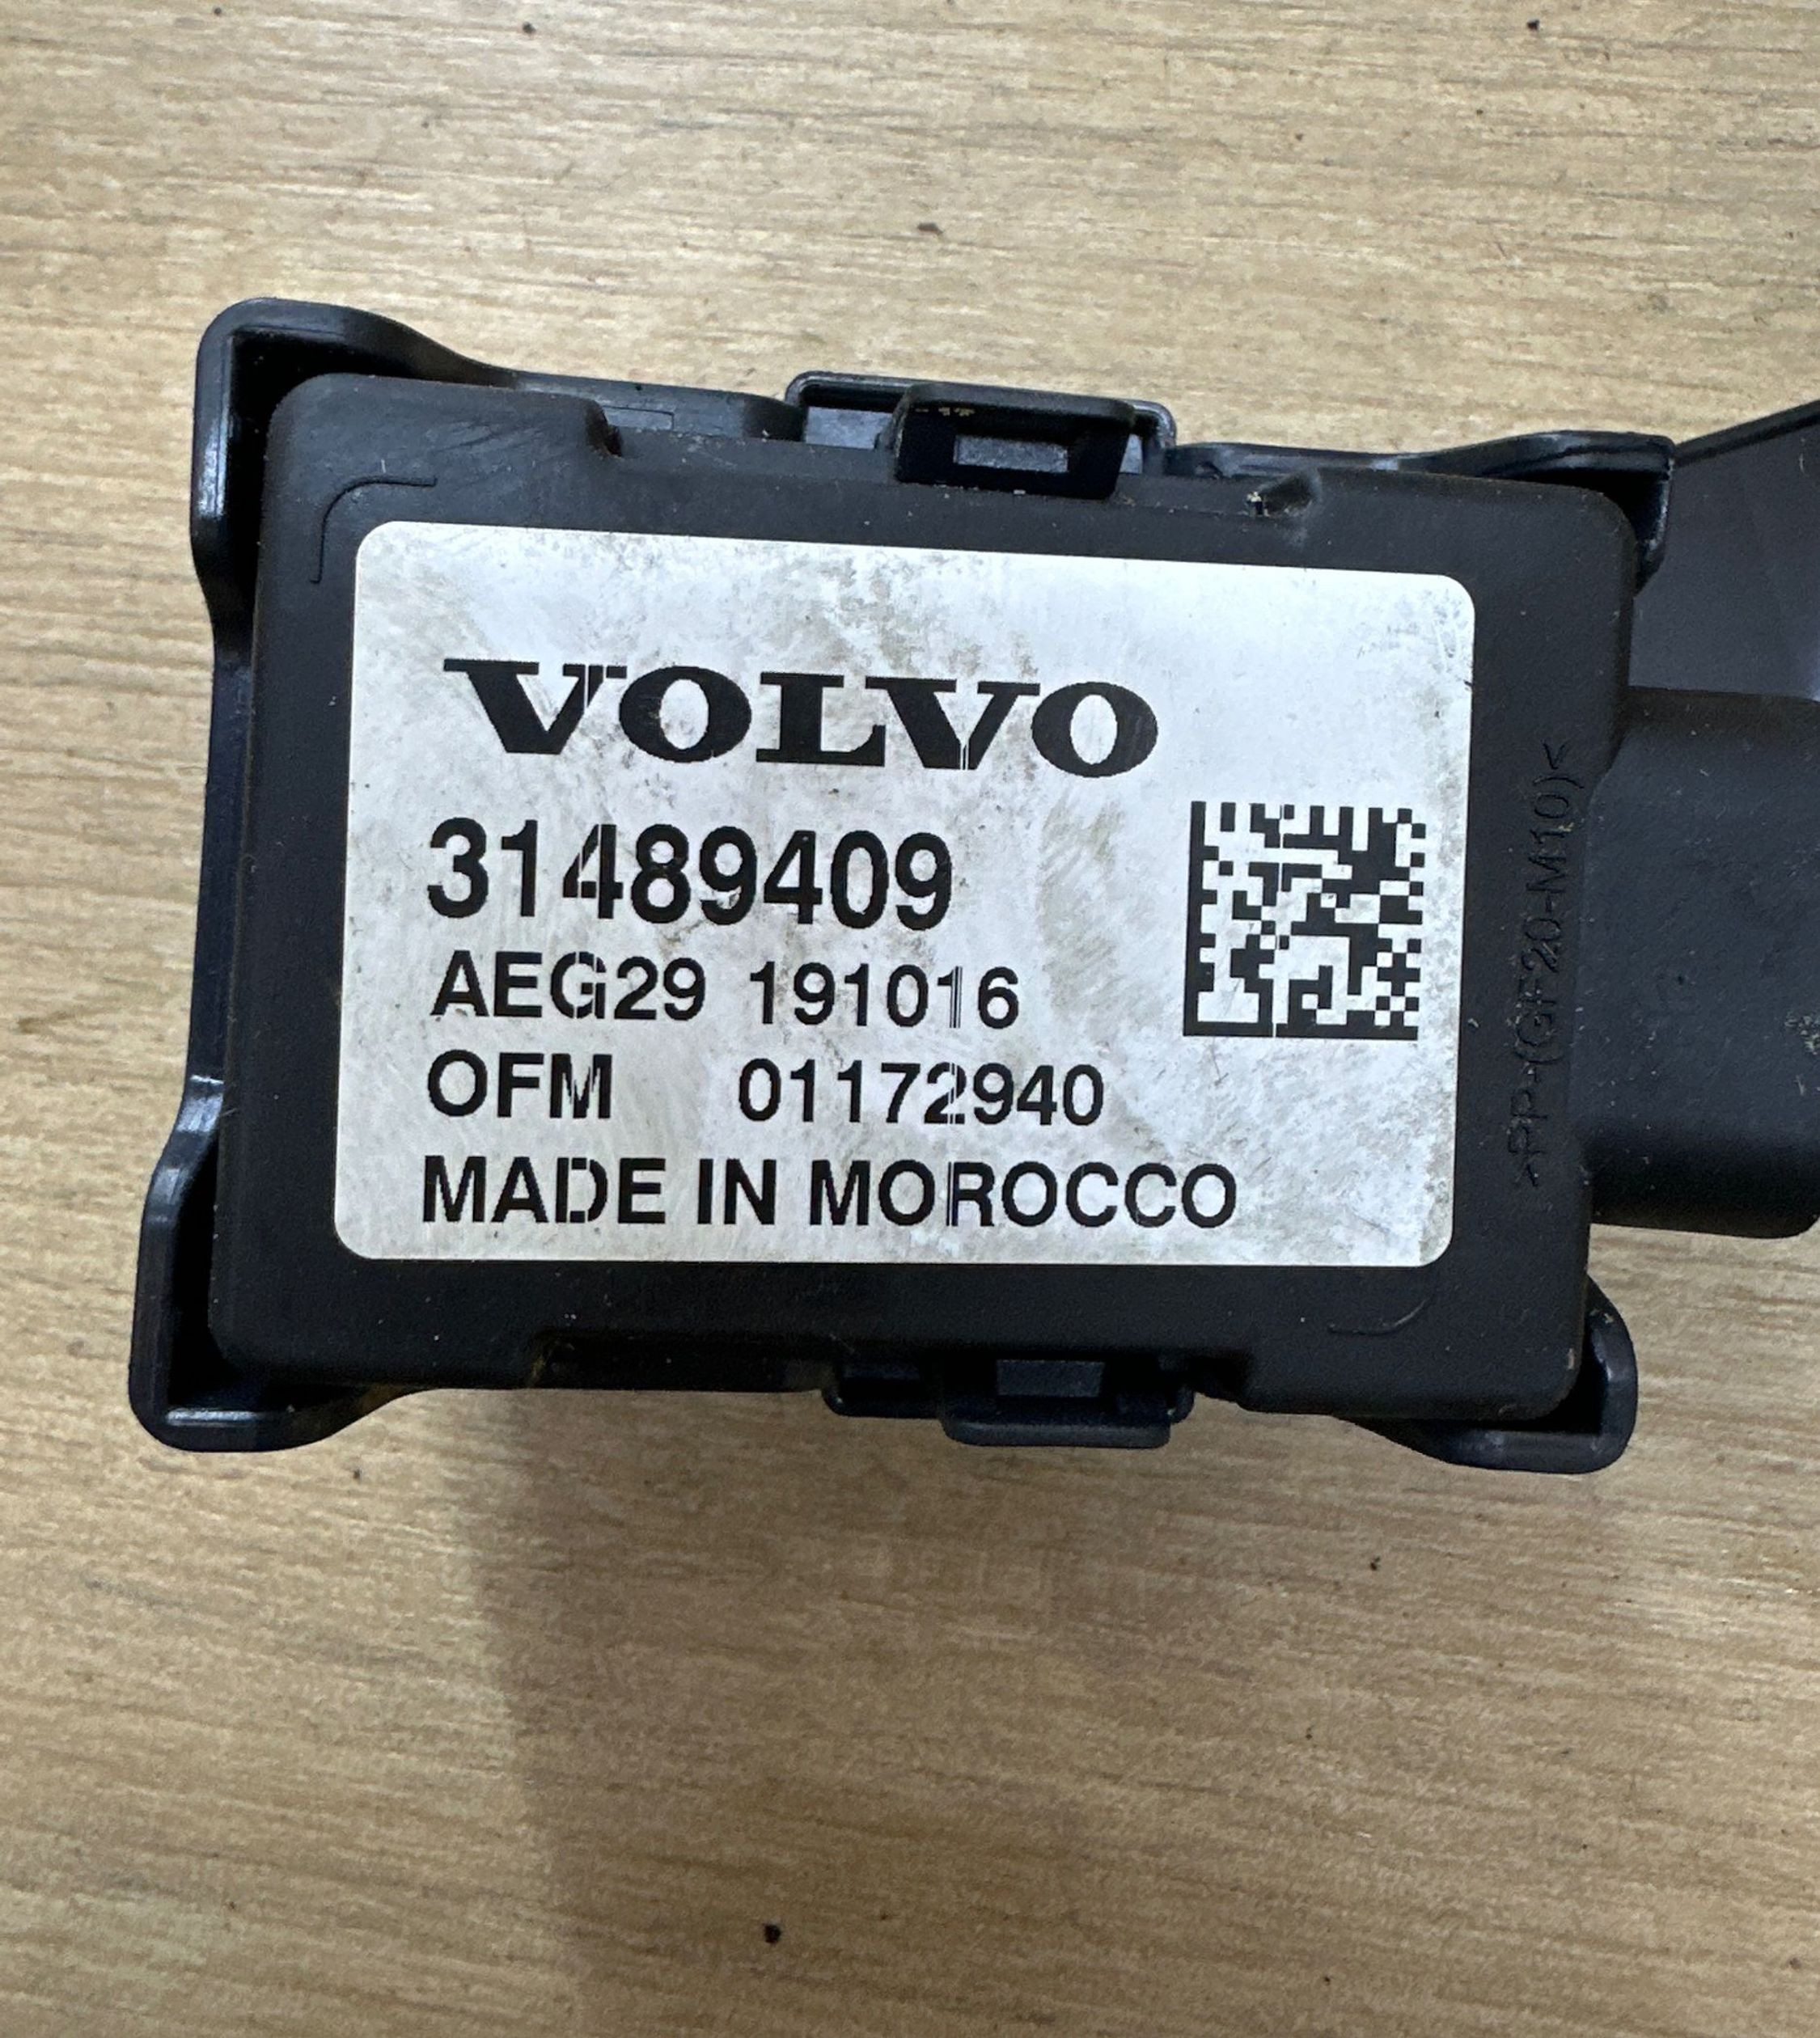 VOLVO
31489409
AEG29 191016
OFM 01172940
MADE IN MOROCCO
>PP-(GF20-M10)<